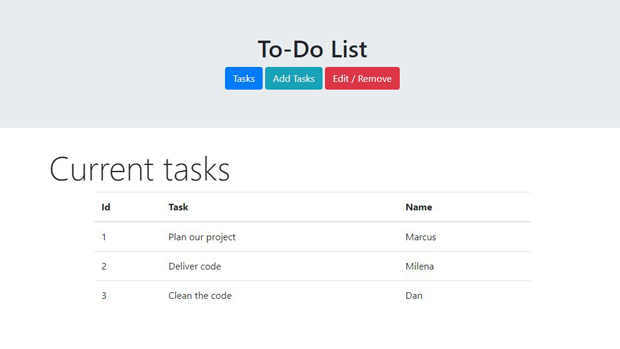 To-Do List
Tasks Add Tasks Edit / Remove
Current tasks
Id Task Name
1 Plan our project Marcus
2 Deliver code Milena
3 Clean the code Dan